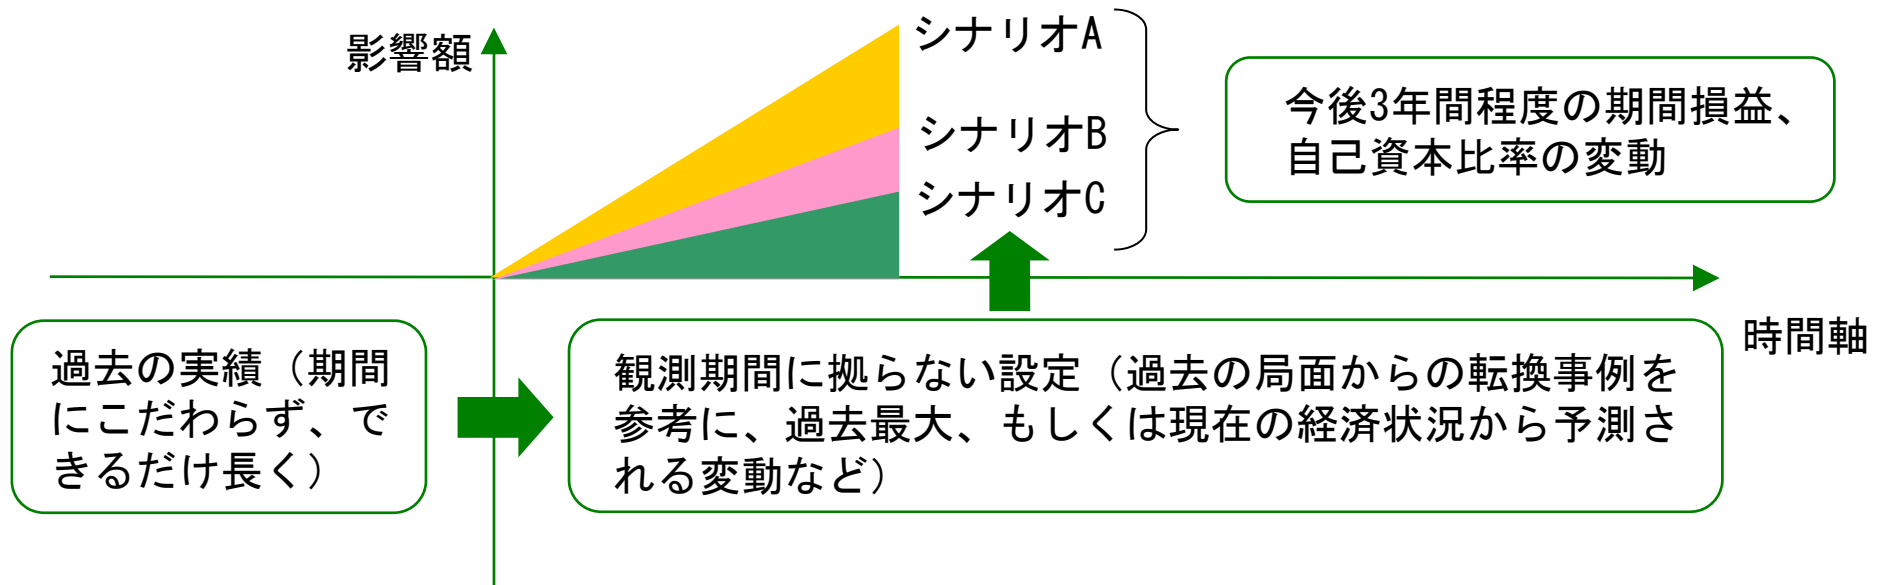 影響額
シナリオA
シナリオB
シナリオC
今後3年間程度の期間損益、
自己資本比率の変動
時間軸
過去の実績（期間
にこだわらず、で
きるだけ長く）
観測期間に拠らない設定（過去の局面からの転換事例を
参考に、過去最大、もしくは現在の経済状況から予測さ
れる変動など）